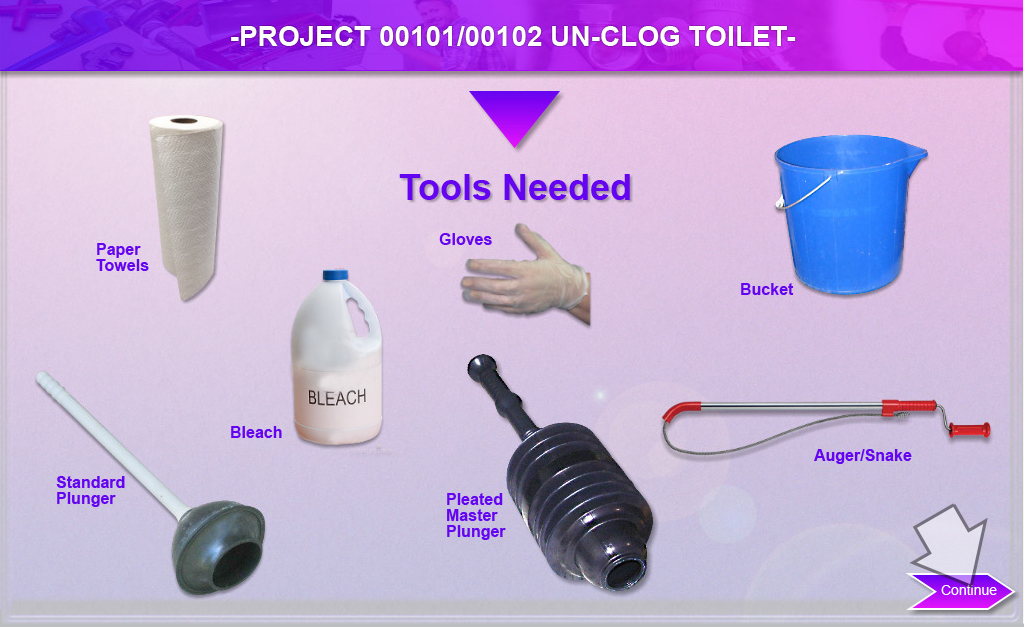 -PROJECT 00101/00102 UN-CLOG TOILET-
Tools Needed
Paper
Towels
Gloves
Bucket
BLEACH
Bleach
Standard
Plunger
Pleated
Master
Plunger
Auger/Snake
Continue